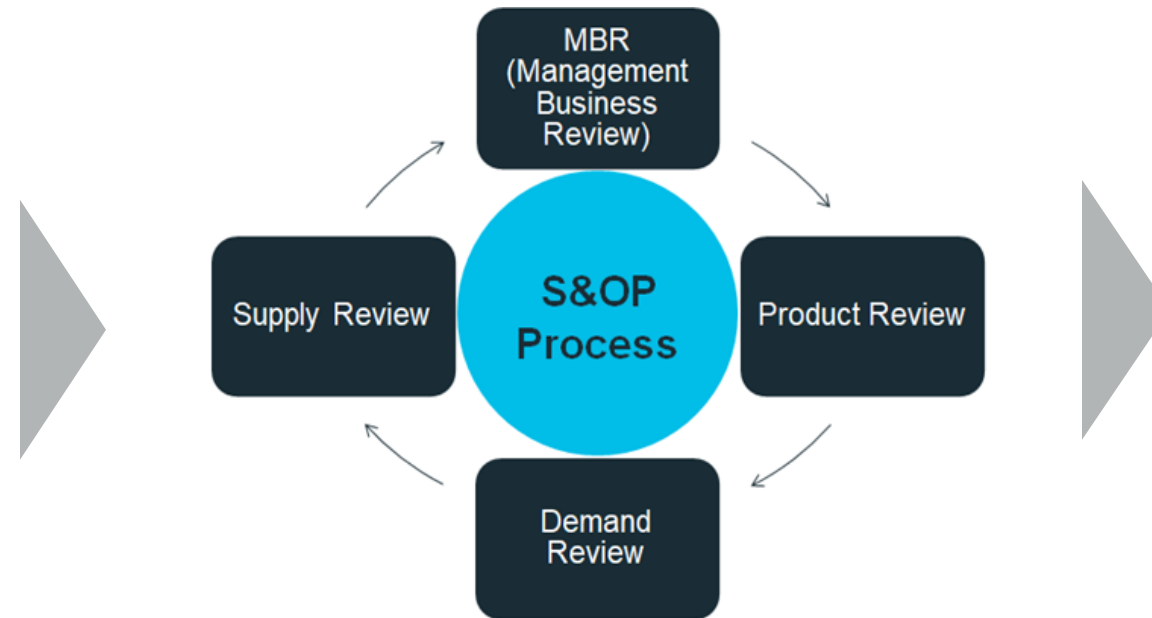 MBR
(Management
Business
Review)
Supply Review
S&OP
Process
Product Review
Demand
Review